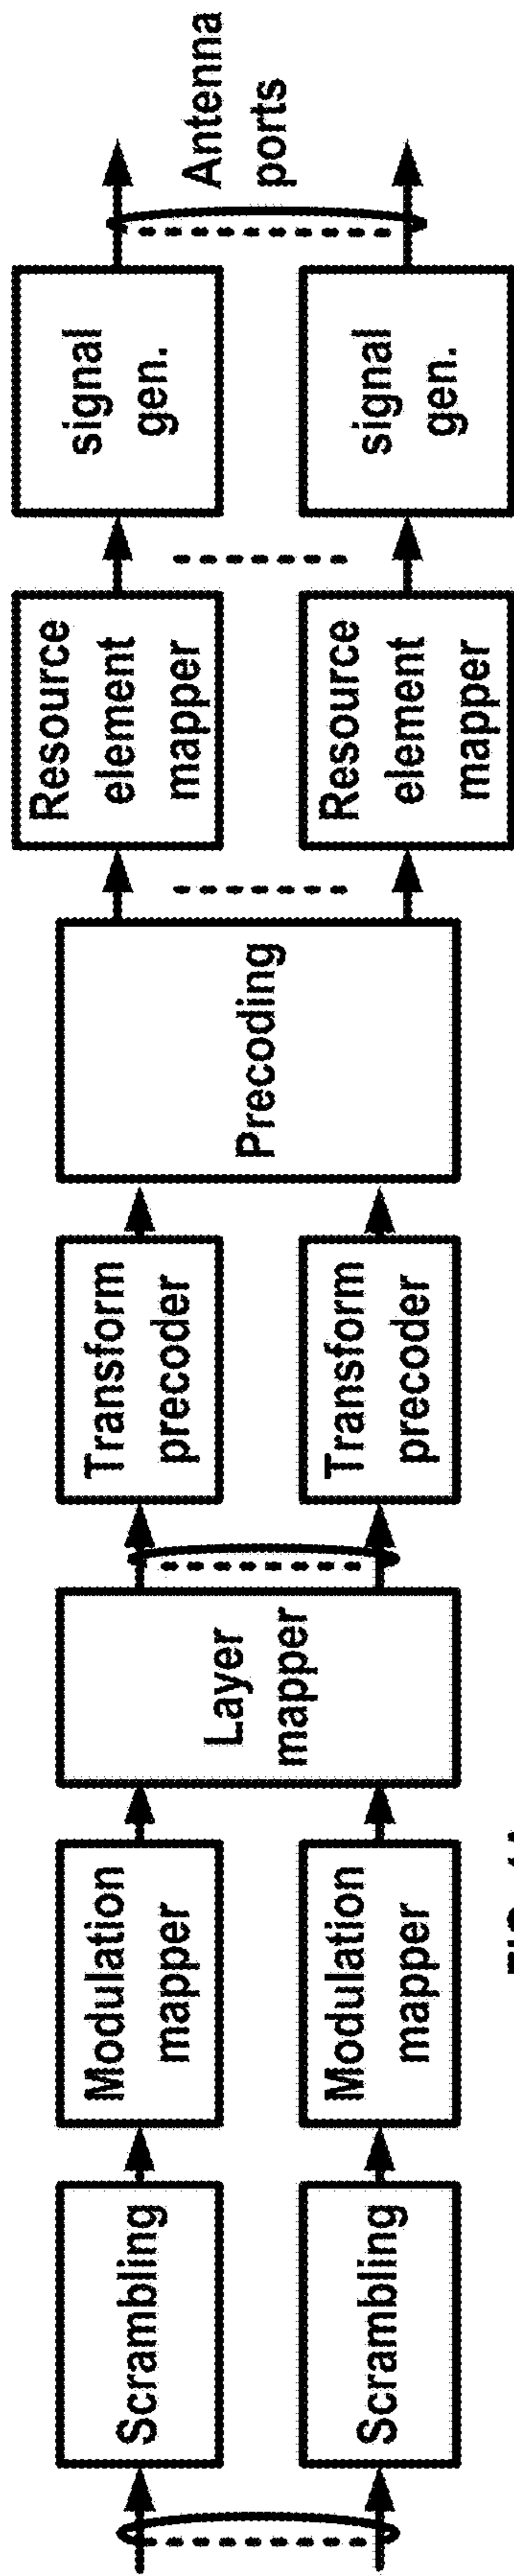 Scrambling
Scrambling
Modulation
mapper
Modulation
mapper
Layer
mapper
Transform
precoder
Transform
precoder
Precoding
Resource
element
mapper
Resource
element
mapper
signal
gen.
signal
gen.
Antenna
ports